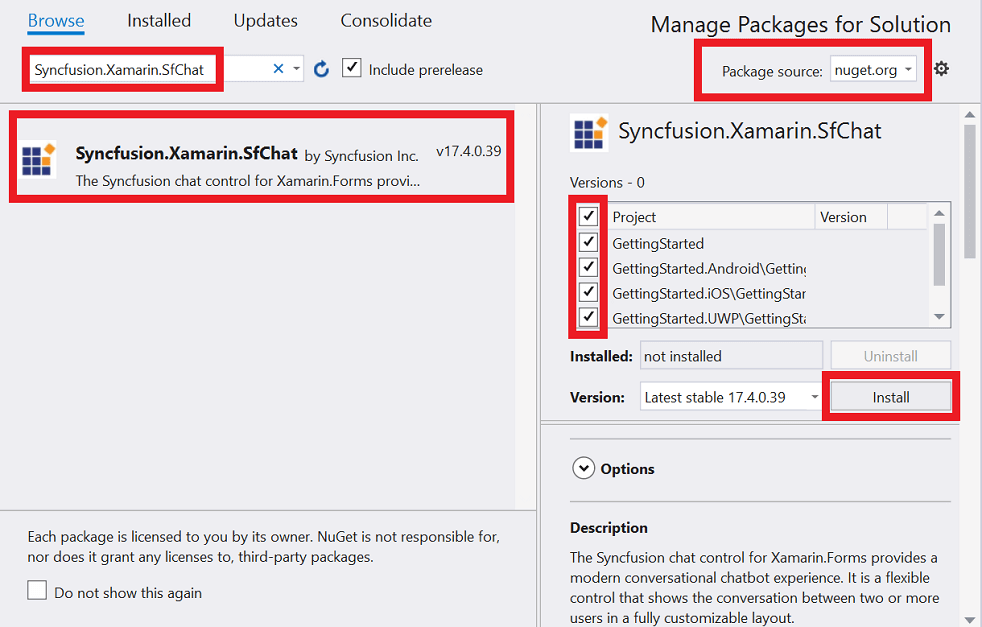 Browse Installed Updates Consolidate
Manage Packages for Solution
Syncfusion.Xamarin.SfChat
Include prerelease
Package source: nuget.org
Syncfusion.Xamarin.SfChat by Syncfusion Inc. v17.4.0.39
The Syncfusion chat control for Xamarin.Forms provi...
Syncfusion.Xamarin.SfChat
Versions - 0
Project Version
GettingStarted
GettingStarted.Android\Getting
GettingStarted.iOS\GettingStar
GettingStarted.UWP\GettingSta
Installed: not installed Uninstall
Version: Latest stable 17.4.0.39 Install
Options
Description
The Syncfusion chat control for Xamarin.Forms provides a
modern conversational chatbot experience. It is a flexible
control that shows the conversation between two or more
users in a fully customizable layout.
Each package is licensed to you by its owner. NuGet is not responsible for,
nor does it grant any licenses to, third-party packages.
Do not show this again